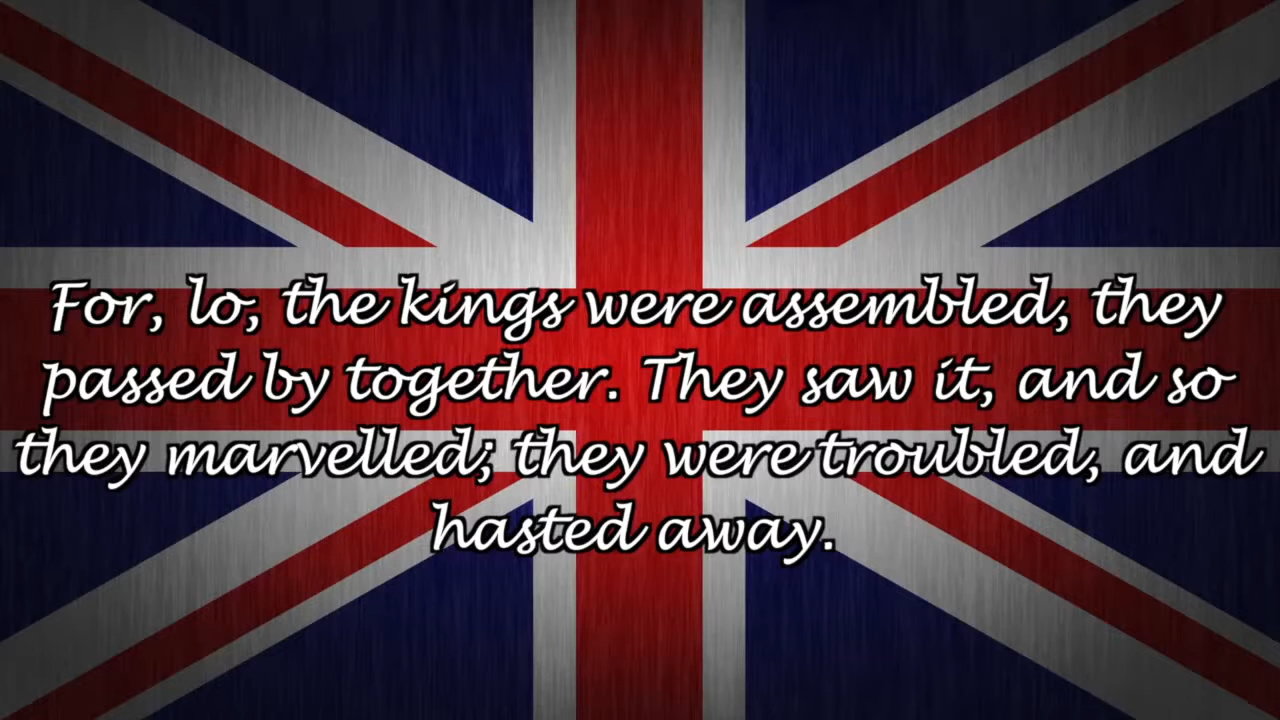 For, lo, the kings were assembled, they
passed by together. They saw it, and so
they marvelled; they were troubled, and
hasted away.